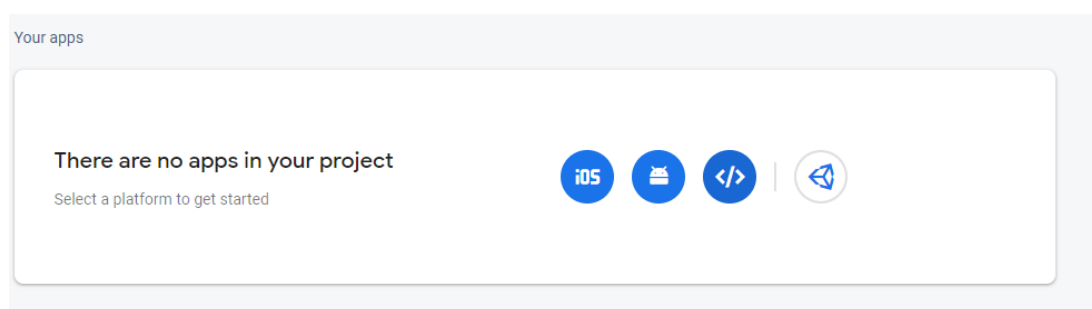 Your apps
There are no apps in your project
Select a platform to get started
iOS
</>